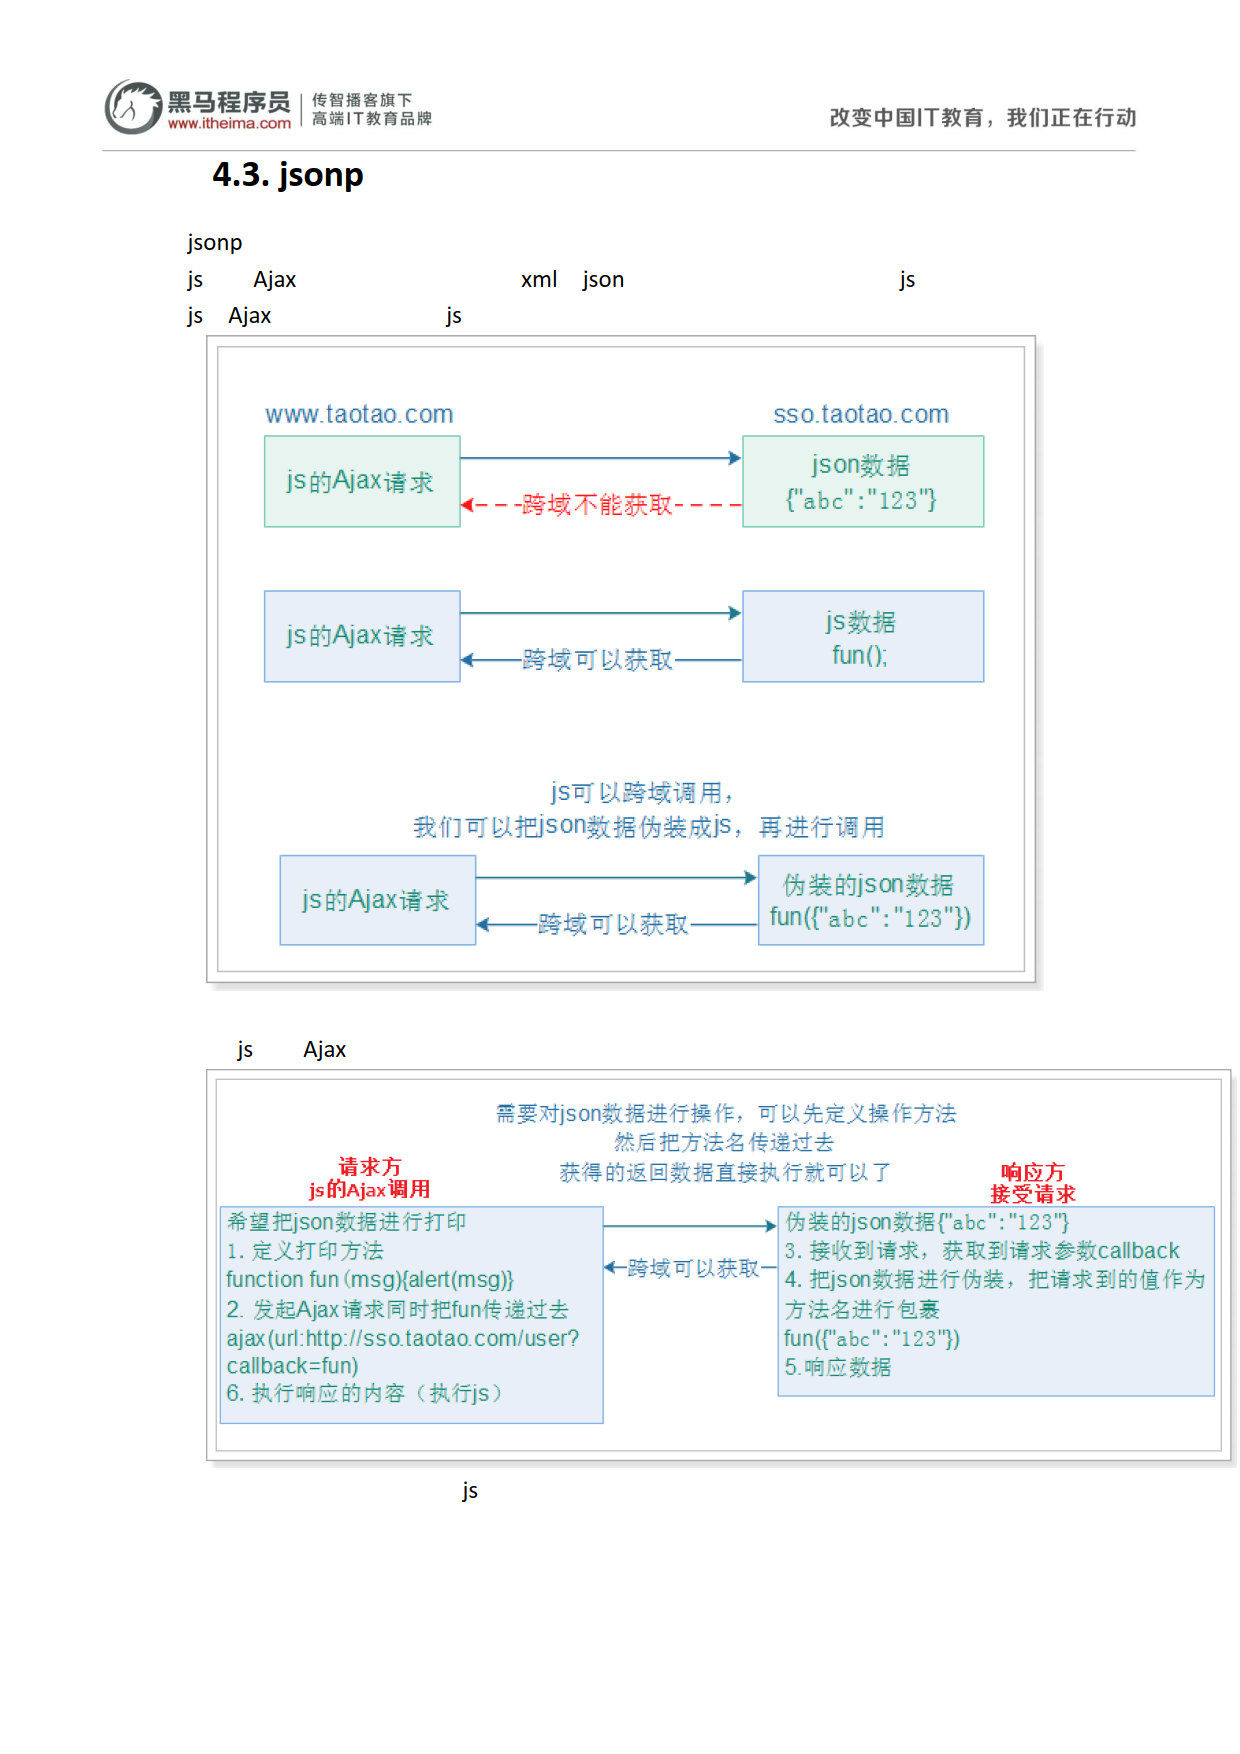 黑马程序员
www.itheima.com
传智播客旗下
高端IT教育品牌
改变中国IT教育，我们正在行动
4.3. jsonp
jsonp
js Ajax xml json js
js Ajax js
www.taotao.com sso.taotao.com
js的Ajax请求
json数据
{"abc":"123"}
跨域不能获取
js的Ajax请求
js数据
fun();
跨域可以获取
js可以跨域调用，
我们可以把json数据伪装成js，再进行调用
js的Ajax请求
伪装的json数据
fun({"abc":"123"})
跨域可以获取
js Ajax
需要对json数据进行操作，可以先定义操作方法
然后把方法名传递过去
获得的返回数据直接执行就可以了
请求方
js的Ajax调用
响应方
接受请求
希望把json数据进行打印
1. 定义打印方法
function fun(msg){alert(msg)}
2. 发起Ajax请求同时把fun传递过去
ajax(url:http://sso.taotao.com/user?
callback=fun)
6. 执行响应的内容（执行js）
跨域可以获取
伪装的json数据{"abc":"123"}
3. 接收到请求，获取到请求参数callback
4. 把json数据进行伪装，把请求到的值作为
方法名进行包裹
fun({"abc":"123"})
5.响应数据
js